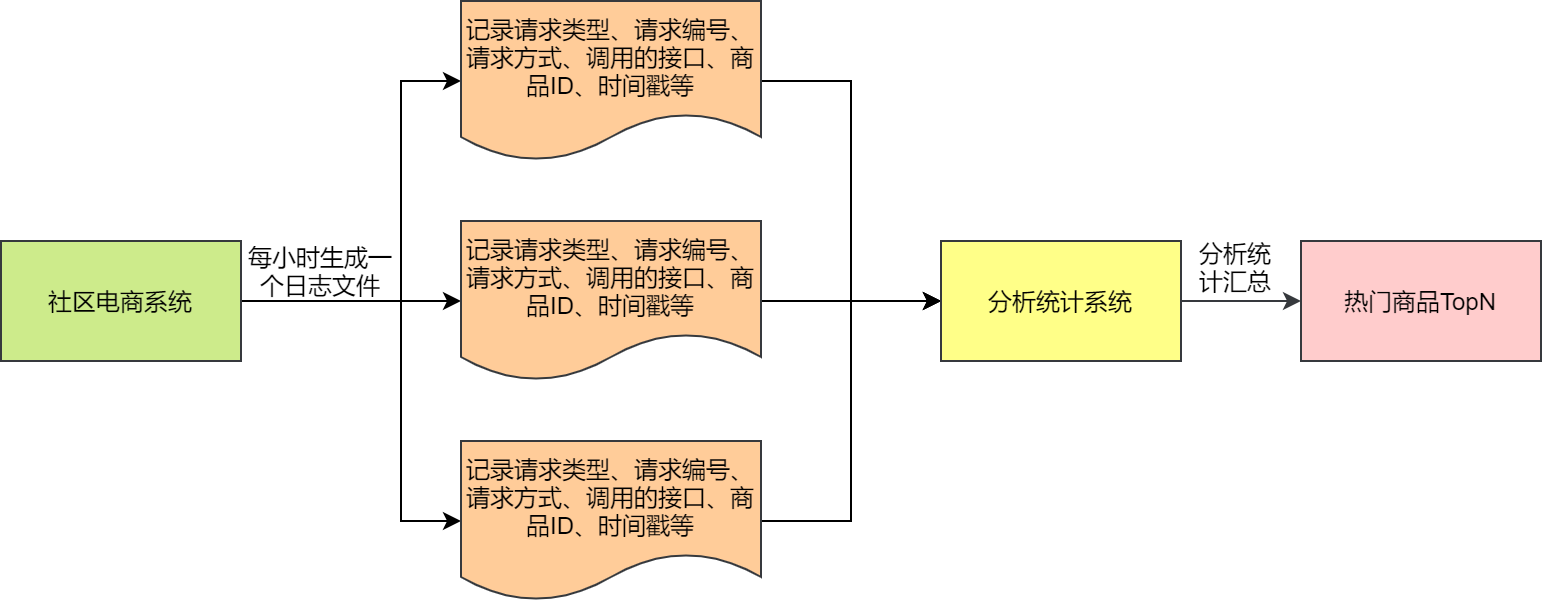 记录请求类型、请求编号、
请求方式、调用的接口、商
品ID、时间戳等
社区电商系统
每小时生成一
个日志文件
记录请求类型、请求编号、
请求方式、调用的接口、商
品ID、时间戳等
分析统计系统
分析统
计汇总
热门商品TopN
记录请求类型、请求编号、
请求方式、调用的接口、商
品ID、时间戳等